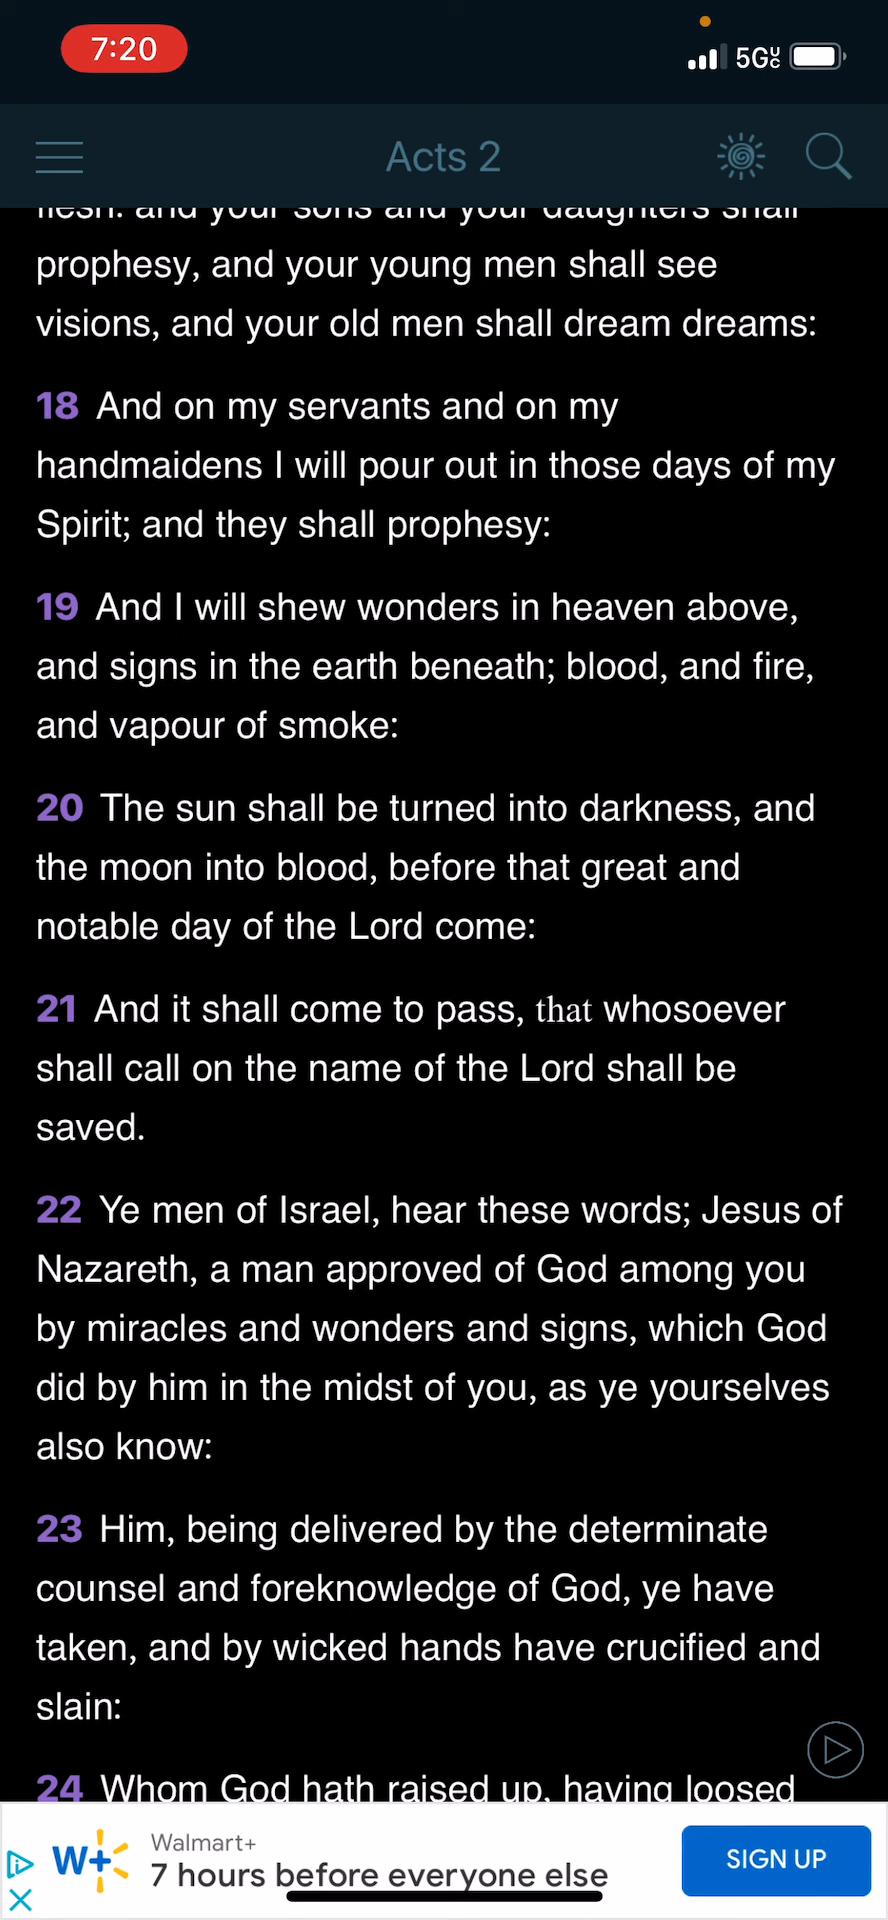 7:20
5GUC
Acts 2
flesh: and your sons and your daughters shall
prophesy, and your young men shall see
visions, and your old men shall dream dreams:
18 And on my servants and on my
handmaidens I will pour out in those days of my
Spirit; and they shall prophesy:
19 And I will shew wonders in heaven above,
and signs in the earth beneath; blood, and fire,
and vapour of smoke:
20 The sun shall be turned into darkness, and
the moon into blood, before that great and
notable day of the Lord come:
21 And it shall come to pass, that whosoever
shall call on the name of the Lord shall be
saved.
22 Ye men of Israel, hear these words; Jesus of
Nazareth, a man approved of God among you
by miracles and wonders and signs, which God
did by him in the midst of you, as ye yourselves
also know:
23 Him, being delivered by the determinate
counsel and foreknowledge of God, ye have
taken, and by wicked hands have crucified and
slain:
24 Whom God hath raised up, having loosed
W+
Walmart+
7 hours before everyone else
SIGN UP